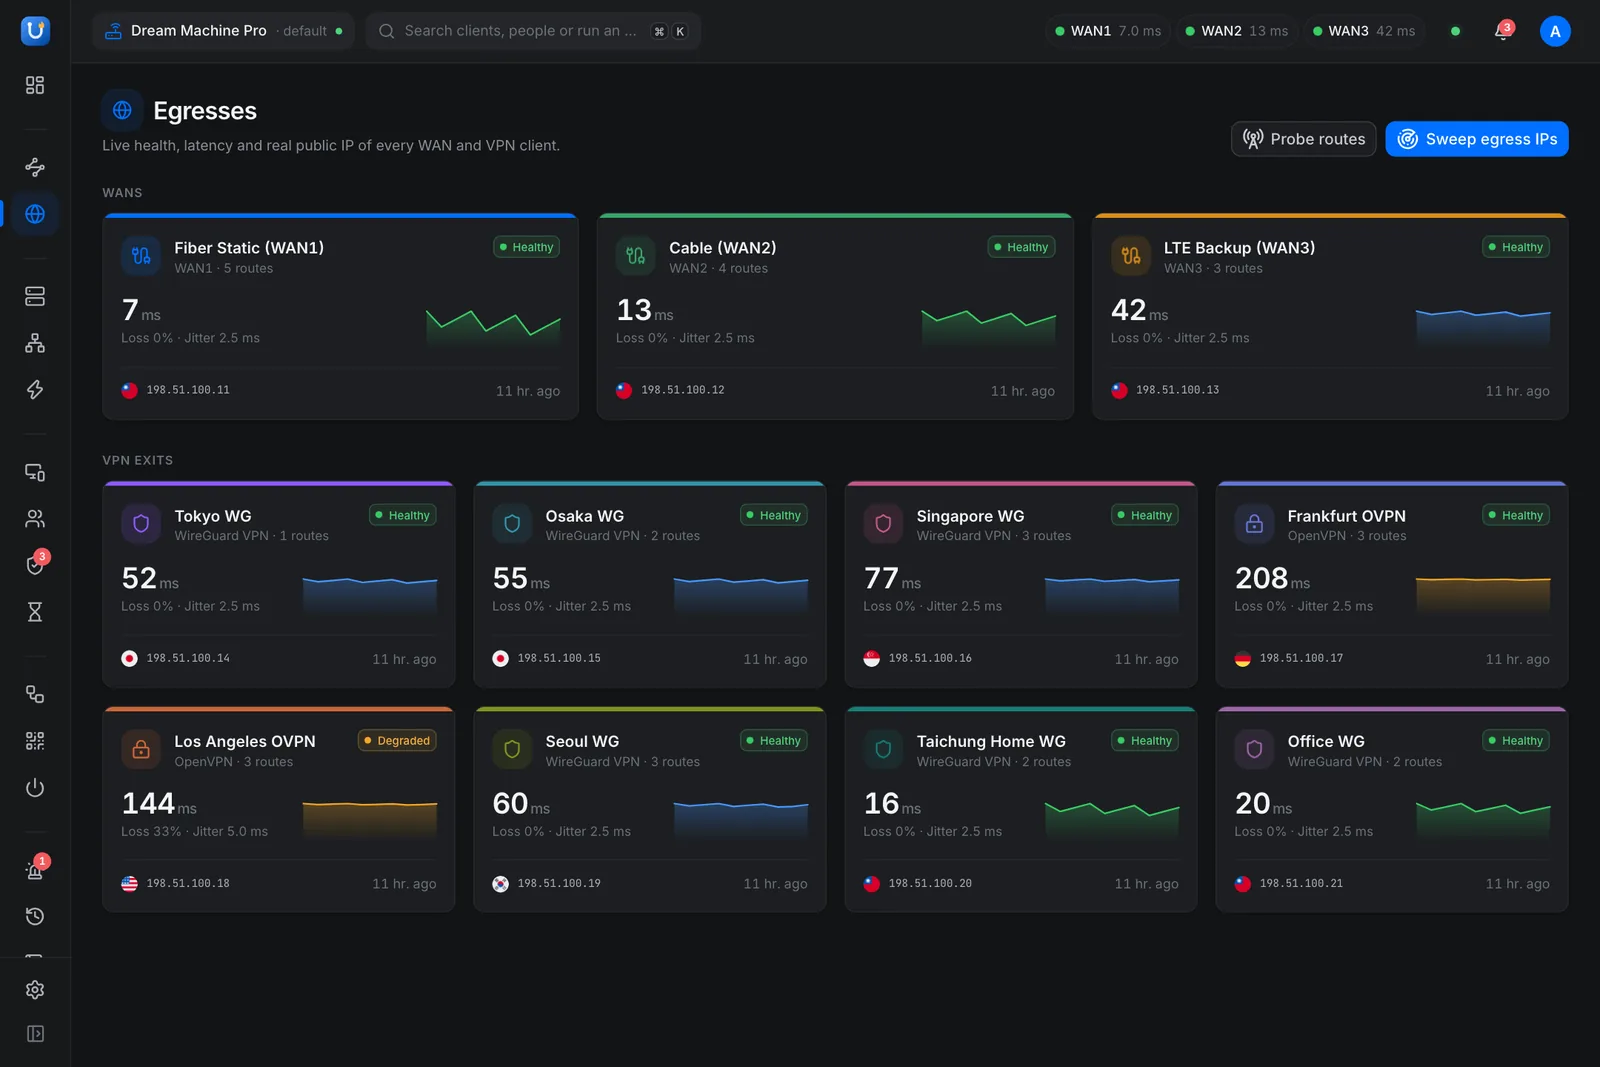 Dream Machine Pro · default
Search clients, people or run an ... ⌘ K
WAN1 7.0 ms
WAN2 13 ms
WAN3 42 ms
3
A
Egresses
Live health, latency and real public IP of every WAN and VPN client.
Probe routes
Sweep egress IPs
WANS
Fiber Static (WAN1)
Healthy
WAN1 · 5 routes
7 ms
Loss 0% · Jitter 2.5 ms
198.51.100.11
11 hr. ago
Cable (WAN2)
Healthy
WAN2 · 4 routes
13 ms
Loss 0% · Jitter 2.5 ms
198.51.100.12
11 hr. ago
LTE Backup (WAN3)
Healthy
WAN3 · 3 routes
42 ms
Loss 0% · Jitter 2.5 ms
198.51.100.13
11 hr. ago
VPN EXITS
Tokyo WG
Healthy
WireGuard VPN · 1 routes
52 ms
Loss 0% · Jitter 2.5 ms
198.51.100.14
11 hr. ago
Osaka WG
Healthy
WireGuard VPN · 2 routes
55 ms
Loss 0% · Jitter 2.5 ms
198.51.100.15
11 hr. ago
Singapore WG
Healthy
WireGuard VPN · 3 routes
77 ms
Loss 0% · Jitter 2.5 ms
198.51.100.16
11 hr. ago
Frankfurt OVPN
Healthy
OpenVPN · 3 routes
208 ms
Loss 0% · Jitter 2.5 ms
198.51.100.17
11 hr. ago
Los Angeles OVPN
Degraded
OpenVPN · 3 routes
144 ms
Loss 33% · Jitter 5.0 ms
198.51.100.18
11 hr. ago
Seoul WG
Healthy
WireGuard VPN · 3 routes
60 ms
Loss 0% · Jitter 2.5 ms
198.51.100.19
11 hr. ago
Taichung Home WG
Healthy
WireGuard VPN · 2 routes
16 ms
Loss 0% · Jitter 2.5 ms
198.51.100.20
11 hr. ago
Office WG
Healthy
WireGuard VPN · 2 routes
20 ms
Loss 0% · Jitter 2.5 ms
198.51.100.21
11 hr. ago
3
1